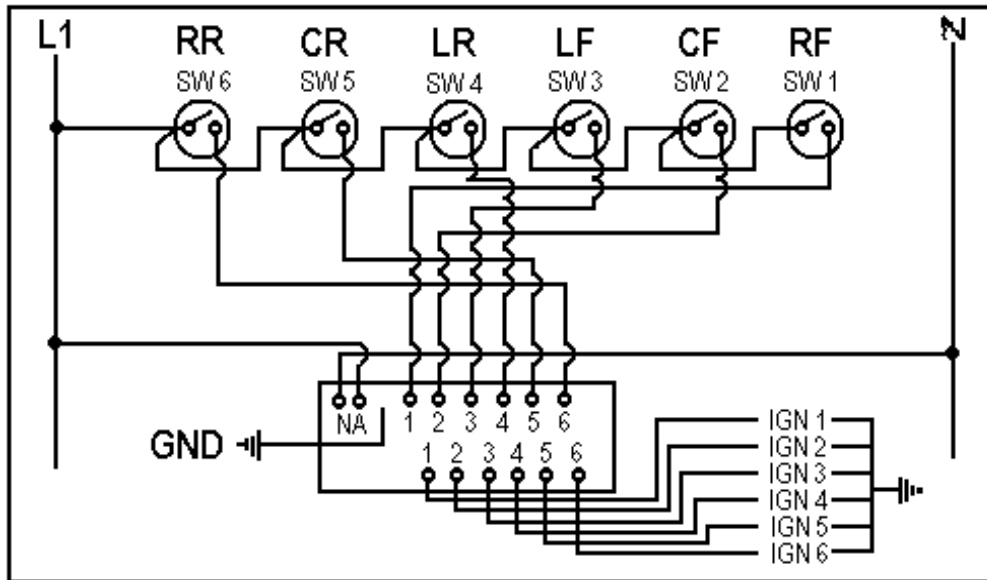 L1 RR CR LR LF CF RF N
SW 6 SW 5 SW 4 SW 3 SW 2 SW 1
NA 1 2 3 4 5 6
GND
1 2 3 4 5 6
IGN 1
IGN 2
IGN 3
IGN 4
IGN 5
IGN 6